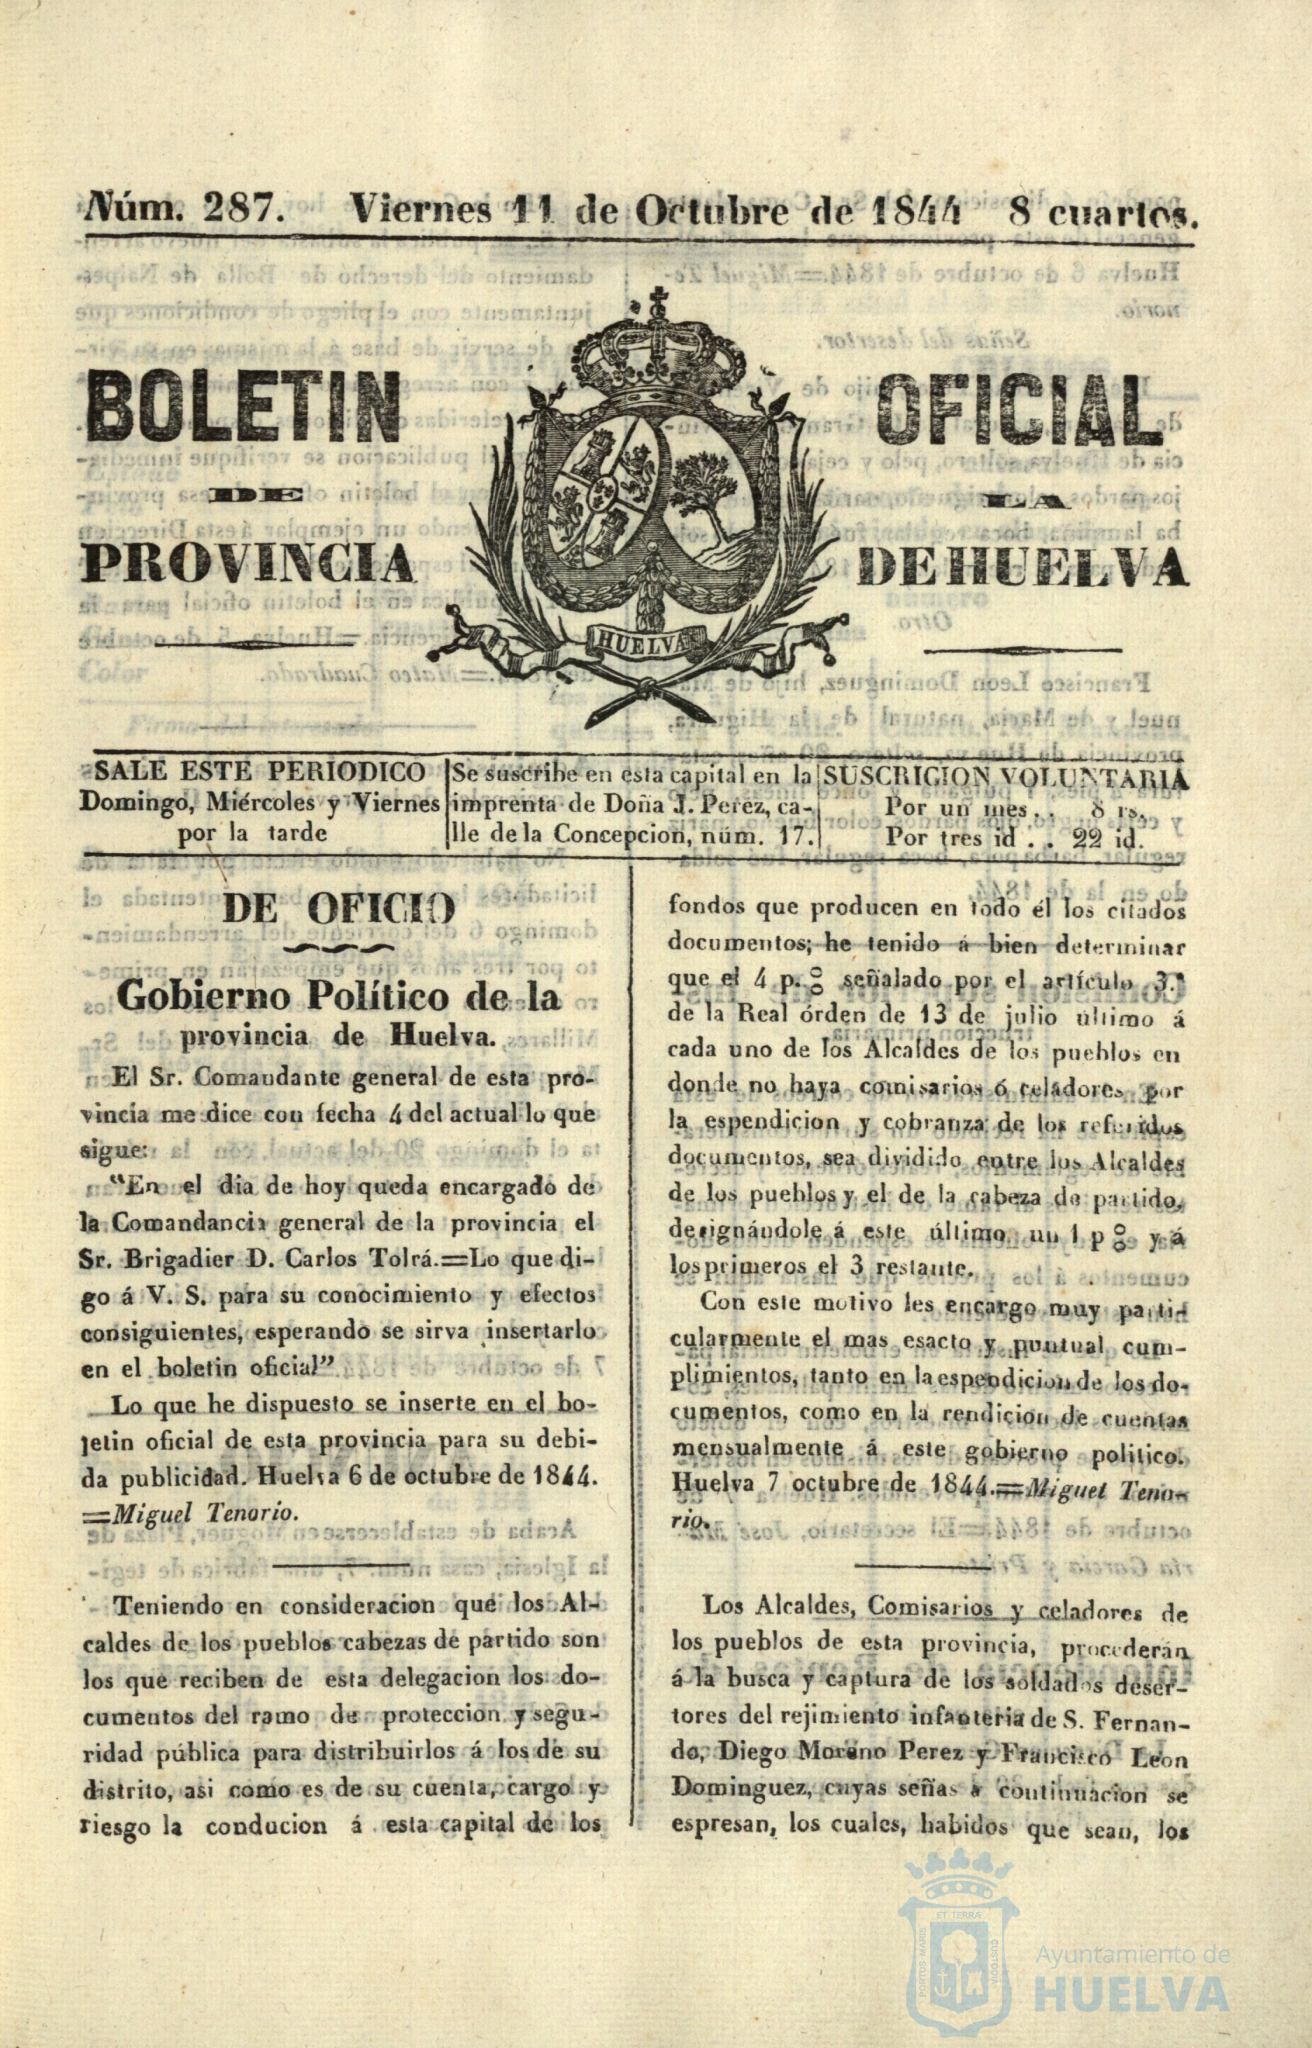 Núm. 287. Viernes 11 de Octubre de 1844 8 cuartos.
BOLETIN OFICIAL
DE LA
PROVINCIA DE HUELVA
HUELVA
SALE ESTE PERIODICO
Domingo, Miércoles y Viernes
por la tarde
Se suscribe en esta capital en la
imprenta de Doña J. Perez, ca-
lle de la Concepcion, núm. 17.
SUSCRICION VOLUNTARIA
Por un mes. . 8 rs.
Por tres id . . 22 id.
DE OFICIO
Gobierno Político de la
provincia de Huelva.
El Sr. Comandante general de esta pro-
vincia me dice con fecha 4 del actual lo que
sigue:
"En el dia de hoy queda encargado de
la Comandancia general de la provincia el
Sr. Brigadier D. Carlos Tolrá.=Lo que di-
go á V. S. para su conocimiento y efectos
consiguientes, esperando se sirva insertarlo
en el boletin oficial"
Lo que he dispuesto se inserte en el bo-
letin oficial de esta provincia para su debi-
da publicidad. Huelva 6 de octubre de 1844.
=Miguel Tenorio.
Teniendo en consideracion que los Al-
caldes de los pueblos cabezas de partido son
los que reciben de esta delegacion los do-
cumentos del ramo de proteccion y segu-
ridad pública para distribuirlos á los de su
distrito, asi como es de su cuenta, cargo y
riesgo la conducion á esta capital de los
fondos que producen en todo él los citados
documentos; he tenido á bien determinar
que el 4 p.% señalado por el artículo 3.º
de la Real órden de 13 de julio último á
cada uno de los Alcaldes de los pueblos en
donde no haya comisarios ó celadores por
la espendicion y cobranza de los referidos
documentos, sea dividido entre los Alcaldes
de los pueblos y el de la cabeza de partido,
designándole á este último un 1 p % y á
los primeros el 3 restante.
Con este motivo les encargo muy parti-
cularmente el mas esacto y puntual cum-
plimientos, tanto en la espendicion de los do-
cumentos, como en la rendicion de cuentas
mensualmente á este gobierno politico.
Huelva 7 octubre de 1844.=Miguel Teno-
rio.
Los Alcaldes, Comisarios y celadores de
los pueblos de esta provincia, procederán
á la busca y captura de los soldados deser-
tores del rejimiento infanteria de S. Fernan-
do, Diego Moreno Perez y Francisco Leon
Dominguez, cuyas señas á continuacion se
espresan, los cuales, habidos que sean, los
PORTUS MARIS ET TERRÆ CUSTODIA
Ayuntamiento de
HUELVA